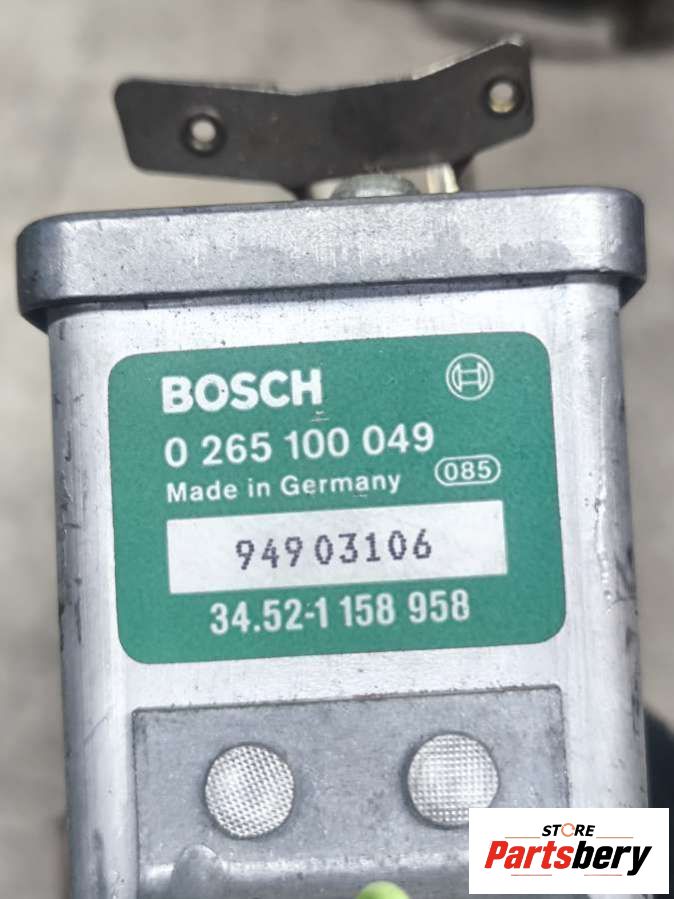 BOSCH
0 265 100 049
Made in Germany 085
94903106
34.52-1 158 958
STORE
Partsbery